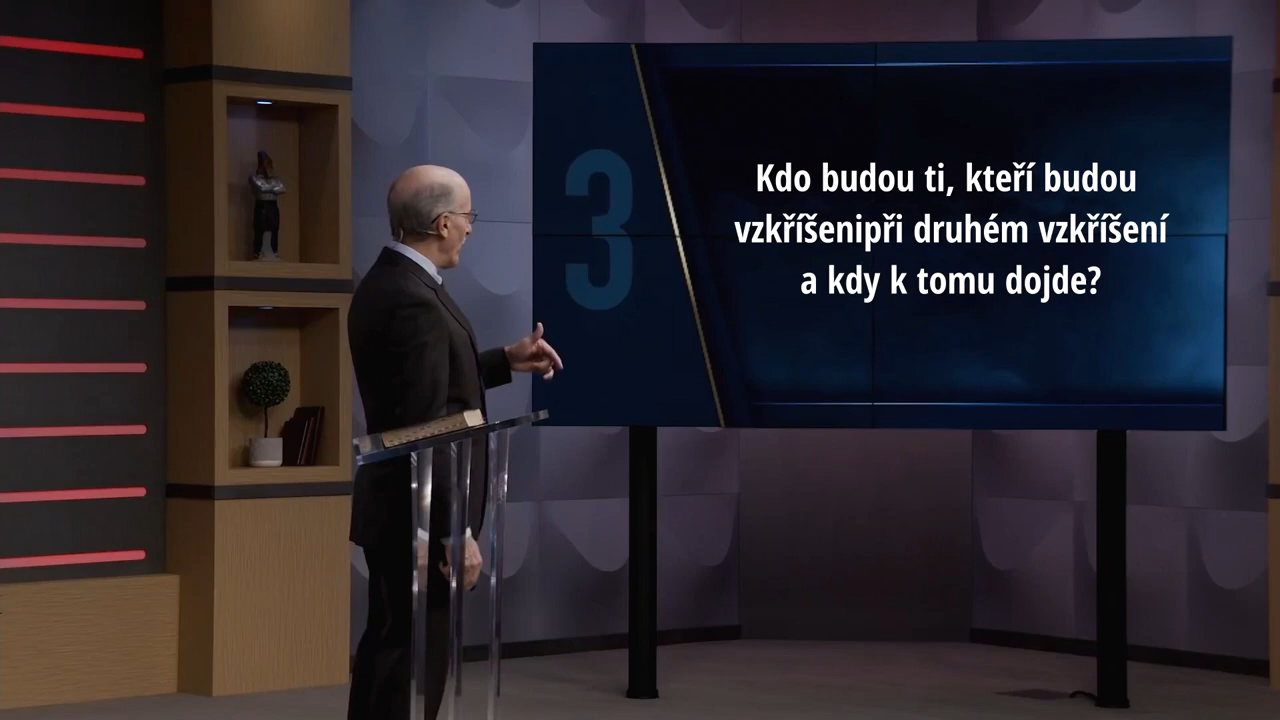 3
Kdo budou ti, kteří budou
vzkříšenipři druhém vzkříšení
a kdy k tomu dojde?